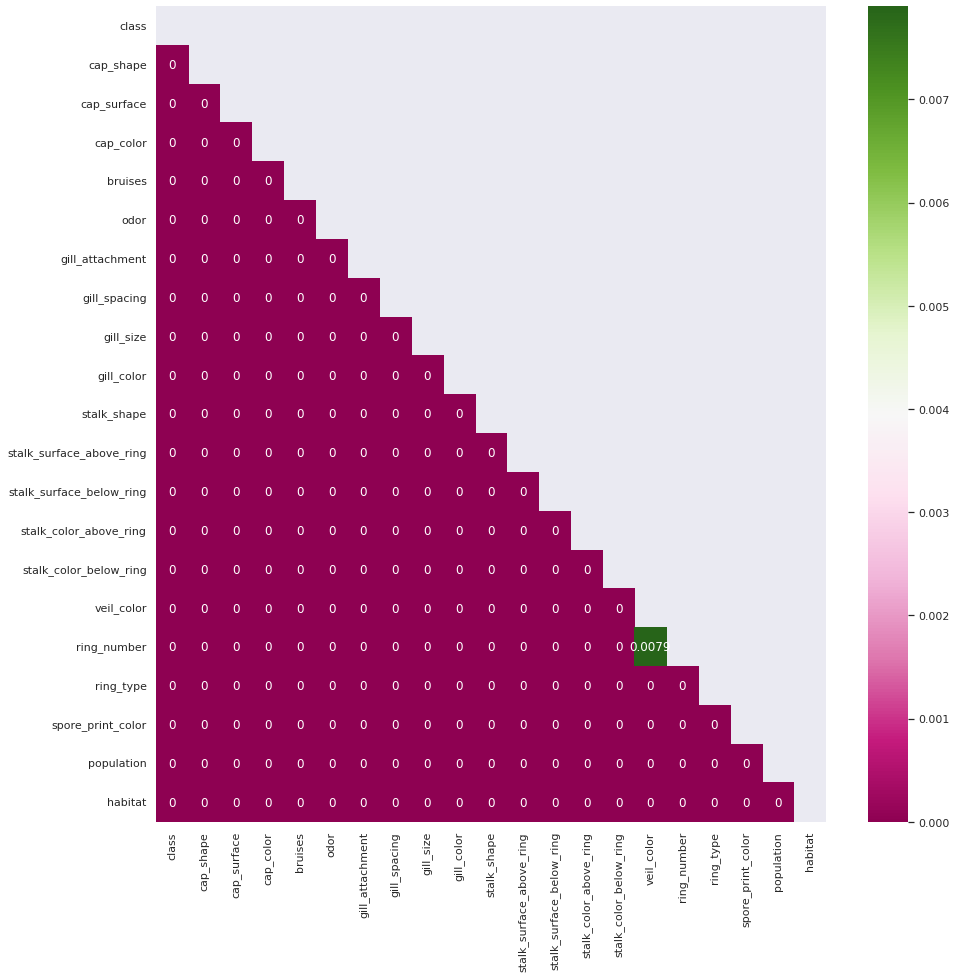 class
cap_shape 0
cap_surface 0 0
0.007
cap_color 0 0 0
bruises 0 0 0 0
0.006
odor 0 0 0 0 0
gill_attachment 0 0 0 0 0 0
gill_spacing 0 0 0 0 0 0 0
0.005
gill_size 0 0 0 0 0 0 0 0
gill_color 0 0 0 0 0 0 0 0 0
stalk_shape 0 0 0 0 0 0 0 0 0 0
0.004
stalk_surface_above_ring 0 0 0 0 0 0 0 0 0 0 0
stalk_surface_below_ring 0 0 0 0 0 0 0 0 0 0 0 0
0.003
stalk_color_above_ring 0 0 0 0 0 0 0 0 0 0 0 0 0
stalk_color_below_ring 0 0 0 0 0 0 0 0 0 0 0 0 0 0
veil_color 0 0 0 0 0 0 0 0 0 0 0 0 0 0 0
0.002
ring_number 0 0 0 0 0 0 0 0 0 0 0 0 0 0 0 0.0079
ring_type 0 0 0 0 0 0 0 0 0 0 0 0 0 0 0 0 0
spore_print_color 0 0 0 0 0 0 0 0 0 0 0 0 0 0 0 0 0 0
0.001
population 0 0 0 0 0 0 0 0 0 0 0 0 0 0 0 0 0 0 0
habitat 0 0 0 0 0 0 0 0 0 0 0 0 0 0 0 0 0 0 0 0
0.000
class
cap_shape
cap_surface
cap_color
bruises
odor
gill_attachment
gill_spacing
gill_size
gill_color
stalk_shape
stalk_surface_above_ring
stalk_surface_below_ring
stalk_color_above_ring
stalk_color_below_ring
veil_color
ring_number
ring_type
spore_print_color
population
habitat